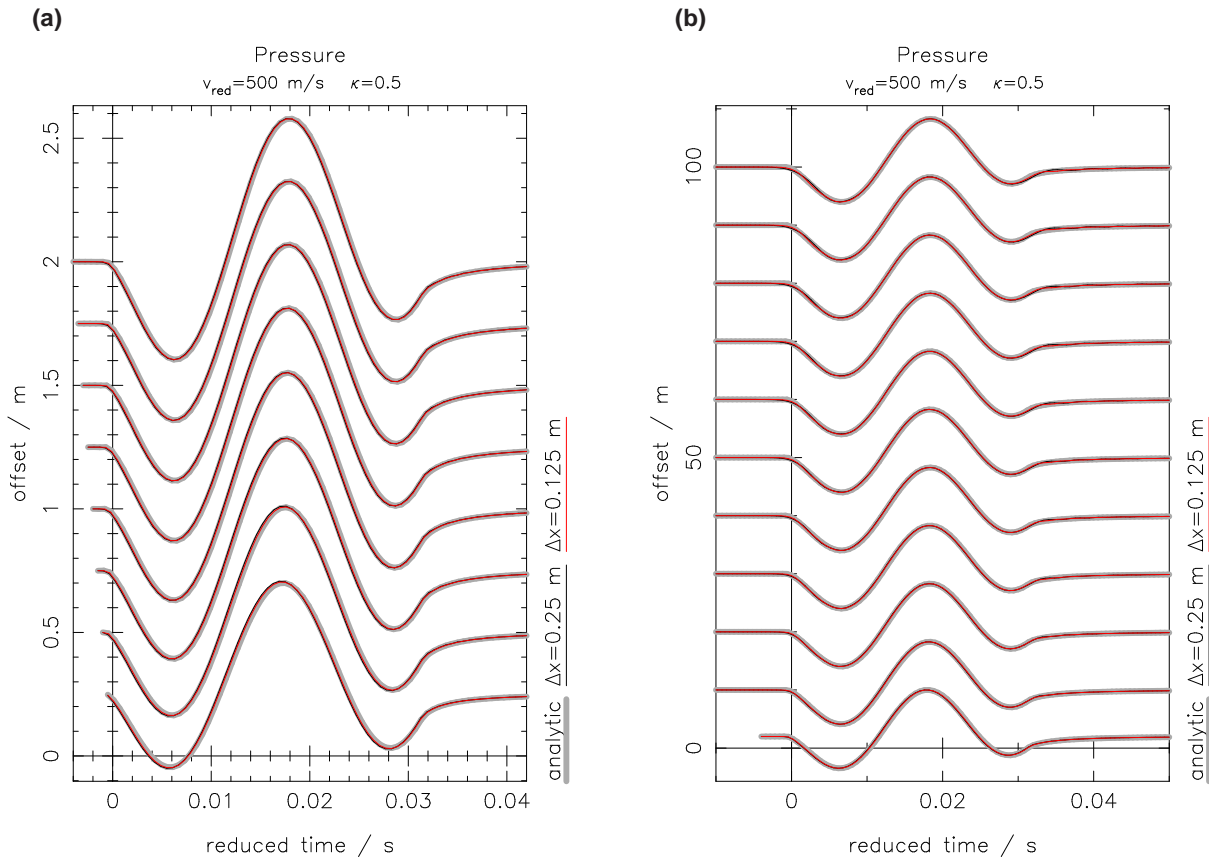 (a)
Pressure
v_red=500 m/s κ=0.5
2.5
2
1.5
1
0.5
0
offset / m
0 0.01 0.02 0.03 0.04
reduced time / s
analytic Δx=0.25 m Δx=0.125 m
(b)
Pressure
v_red=500 m/s κ=0.5
100
50
0
offset / m
0 0.02 0.04
reduced time / s
analytic Δx=0.25 m Δx=0.125 m